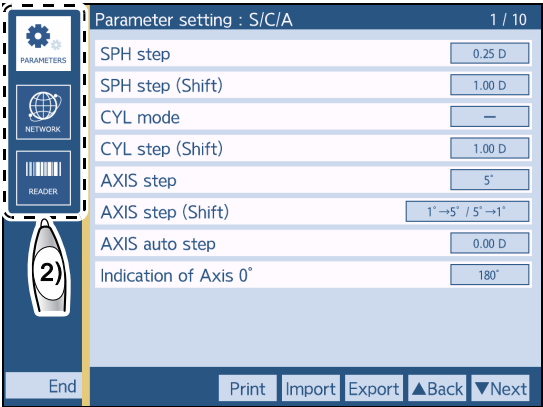 Parameter setting : S/C/A 1 / 10
PARAMETERS
NETWORK
READER
2)
SPH step 0.25 D
SPH step (Shift) 1.00 D
CYL mode —
CYL step (Shift) 1.00 D
AXIS step 5°
AXIS step (Shift) 1°→5° / 5°→1°
AXIS auto step 0.00 D
Indication of Axis 0° 180°
End Print Import Export ▲Back ▼Next